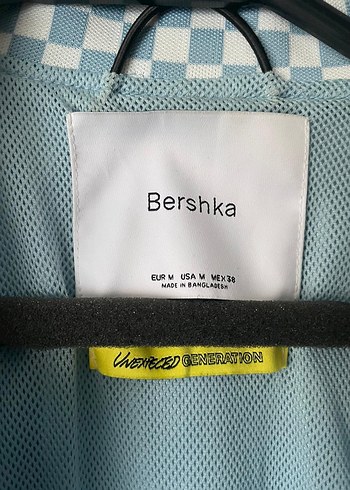 Bershka
EUR M USA M MEX 38
MADE IN BANGLADESH
UNEXPECTED GENERATION